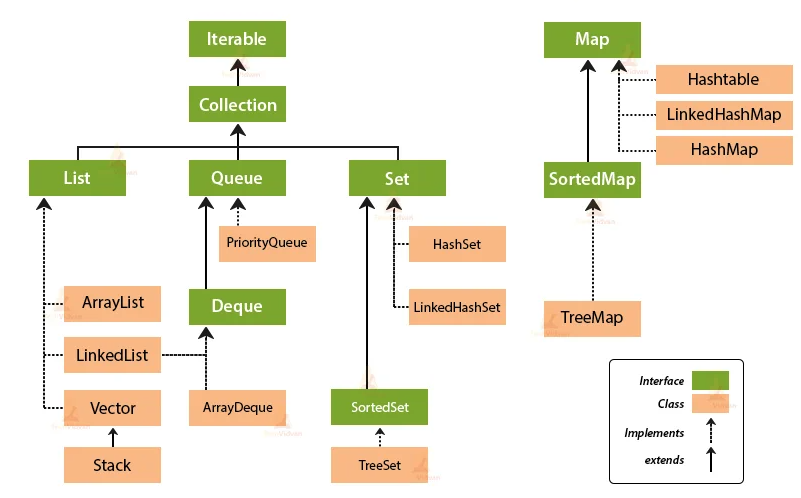 Iterable
Map
Collection
Hashtable
LinkedHashMap
HashMap
List
Queue
Set
SortedMap
PriorityQueue
HashSet
ArrayList
Deque
LinkedHashSet
TreeMap
LinkedList
Vector
ArrayDeque
SortedSet
Stack
TreeSet
Interface
Class
Implements
extends